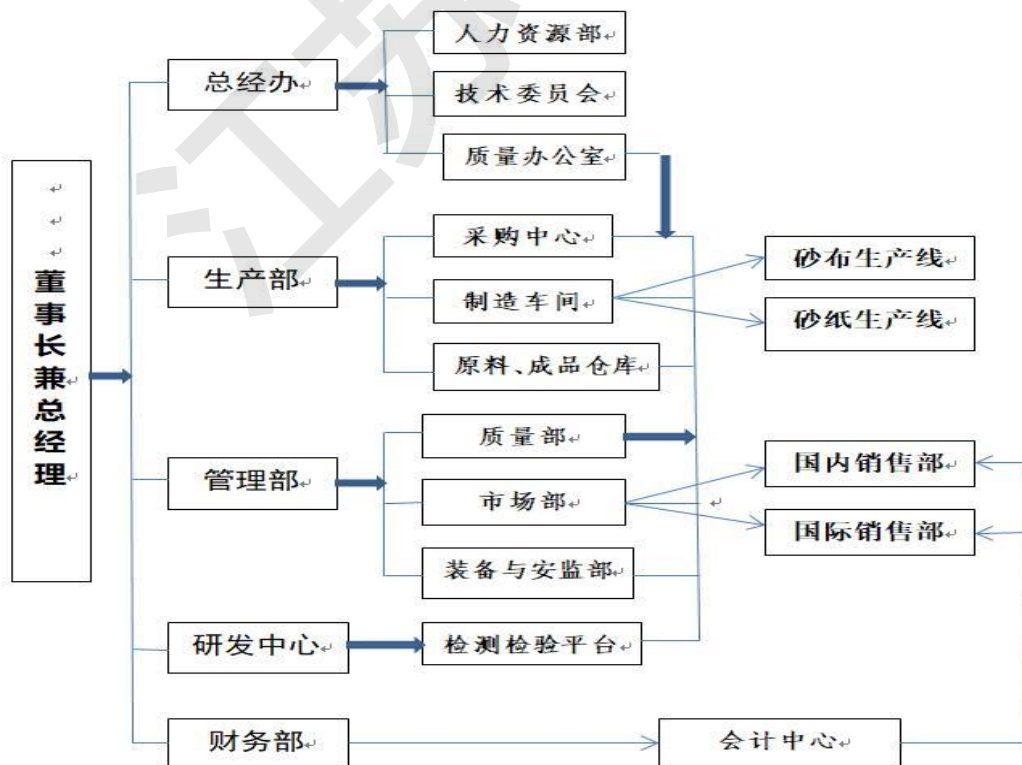 江苏
人力资源部
总经办
技术委员会
质量办公室
采购中心
砂布生产线
生产部
制造车间
砂纸生产线
原料、成品仓库
董事长兼总经理
质量部
国内销售部
管理部
市场部
国际销售部
装备与安监部
研发中心
检测检验平台
财务部
会计中心